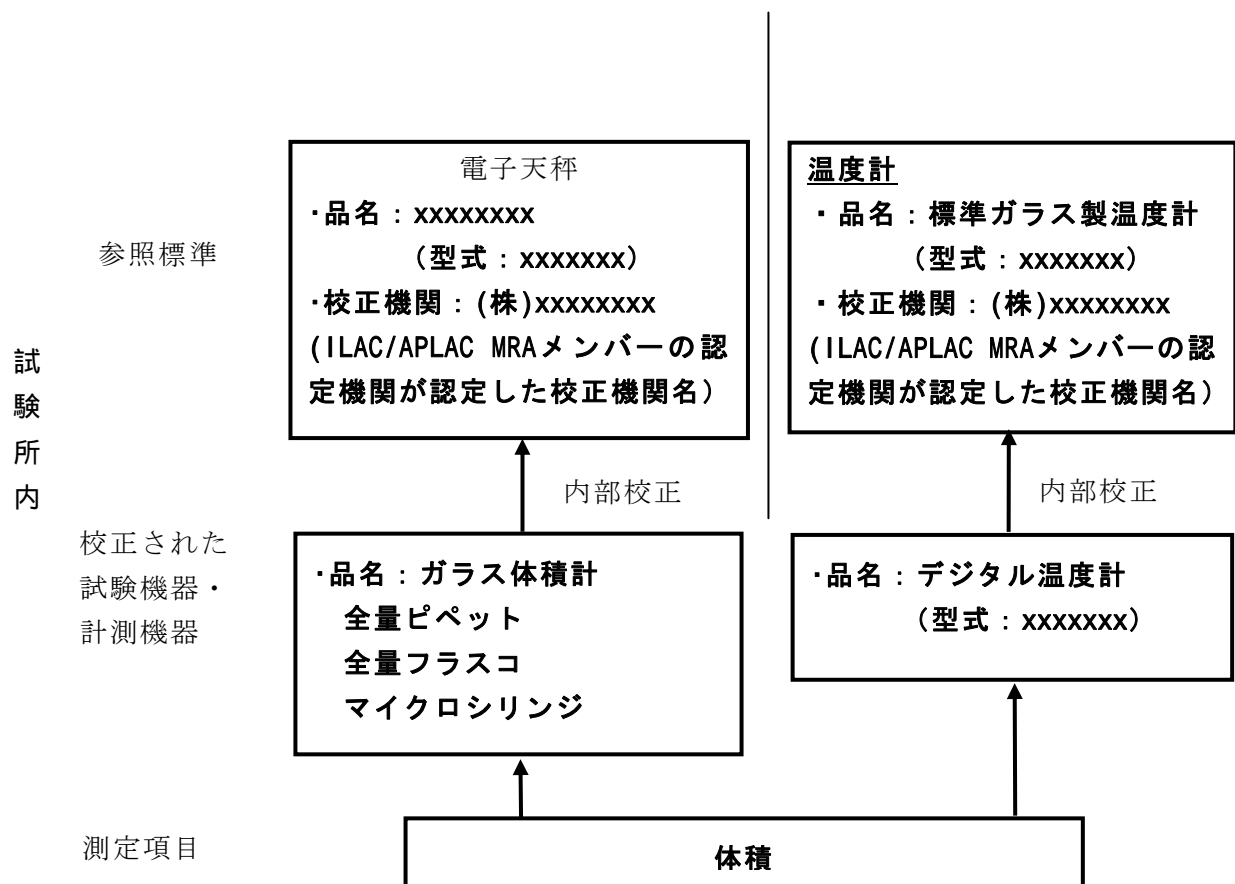 試験所内
参照標準
電子天秤
・品名：xxxxxxxx
（型式：xxxxxxx）
・校正機関：(株)xxxxxxxx
(ILAC/APLAC MRAメンバーの認
定機関が認定した校正機関名）
温度計
・品名：標準ガラス製温度計
（型式：xxxxxxx）
・校正機関：(株)xxxxxxxx
(ILAC/APLAC MRAメンバーの認
定機関が認定した校正機関名）
内部校正
内部校正
校正された
試験機器・
計測機器
・品名：ガラス体積計
全量ピペット
全量フラスコ
マイクロシリンジ
・品名：デジタル温度計
（型式：xxxxxxx）
測定項目
体積